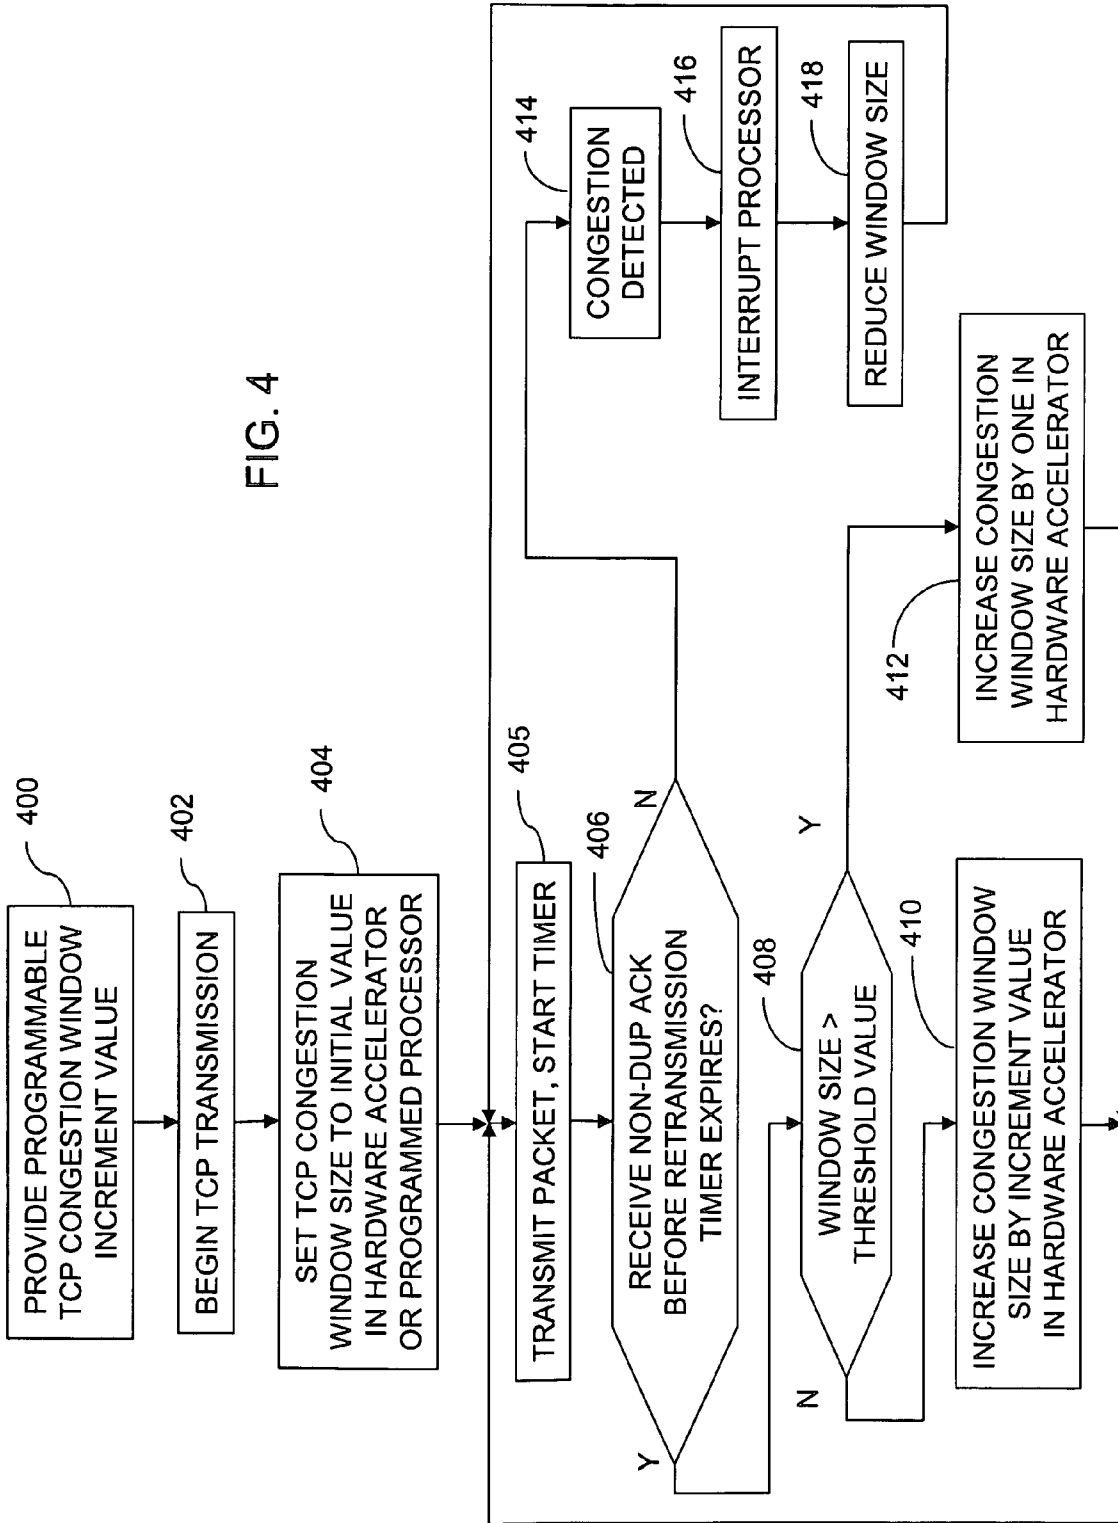 400
PROVIDE PROGRAMMABLE
TCP CONGESTION WINDOW
INCREMENT VALUE
402
BEGIN TCP TRANSMISSION
404
SET TCP CONGESTION
WINDOW SIZE TO INITIAL VALUE
IN HARDWARE ACCELERATOR
OR PROGRAMMED PROCESSOR
FIG. 4
405
TRANSMIT PACKET, START TIMER
406
RECEIVE NON-DUP ACK
BEFORE RETRANSMISSION
TIMER EXPIRES?
Y
N
414
CONGESTION
DETECTED
416
INTERRUPT PROCESSOR
418
REDUCE WINDOW SIZE
408
WINDOW SIZE >
THRESHOLD VALUE
N
Y
410
INCREASE CONGESTION WINDOW
SIZE BY INCREMENT VALUE
IN HARDWARE ACCELERATOR
412
INCREASE CONGESTION
WINDOW SIZE BY ONE IN
HARDWARE ACCELERATOR